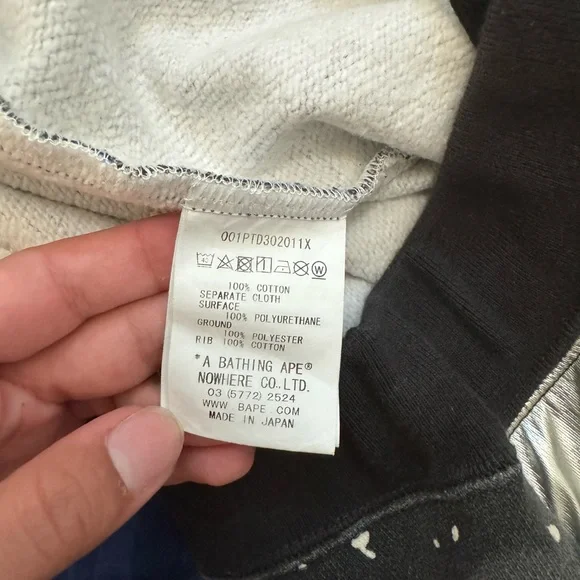 001PTD302011X
40
W
100% COTTON
SEPARATE CLOTH
SURFACE
100% POLYURETHANE
GROUND
100% POLYESTER
RIB 100% COTTON
"A BATHING APE®
NOWHERE CO., LTD.
03 (5772) 2524
WWW. BAPE. COM
MADE IN JAPAN